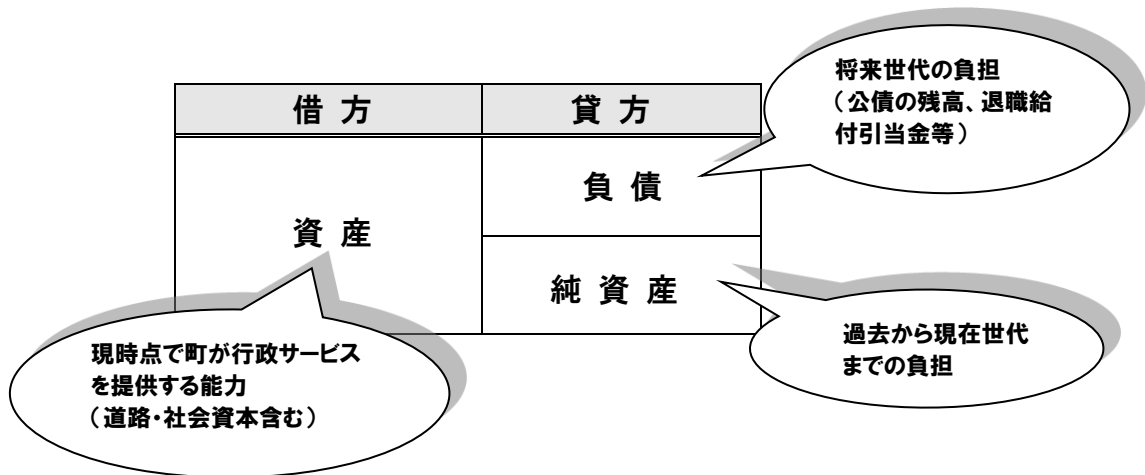 将来世代の負担
（公債の残高、退職給
付引当金等）
借方 貸方
負債
資産
純資産
過去から現在世代
までの負担
現時点で町が行政サービス
を提供する能力
（道路・社会資本含む）